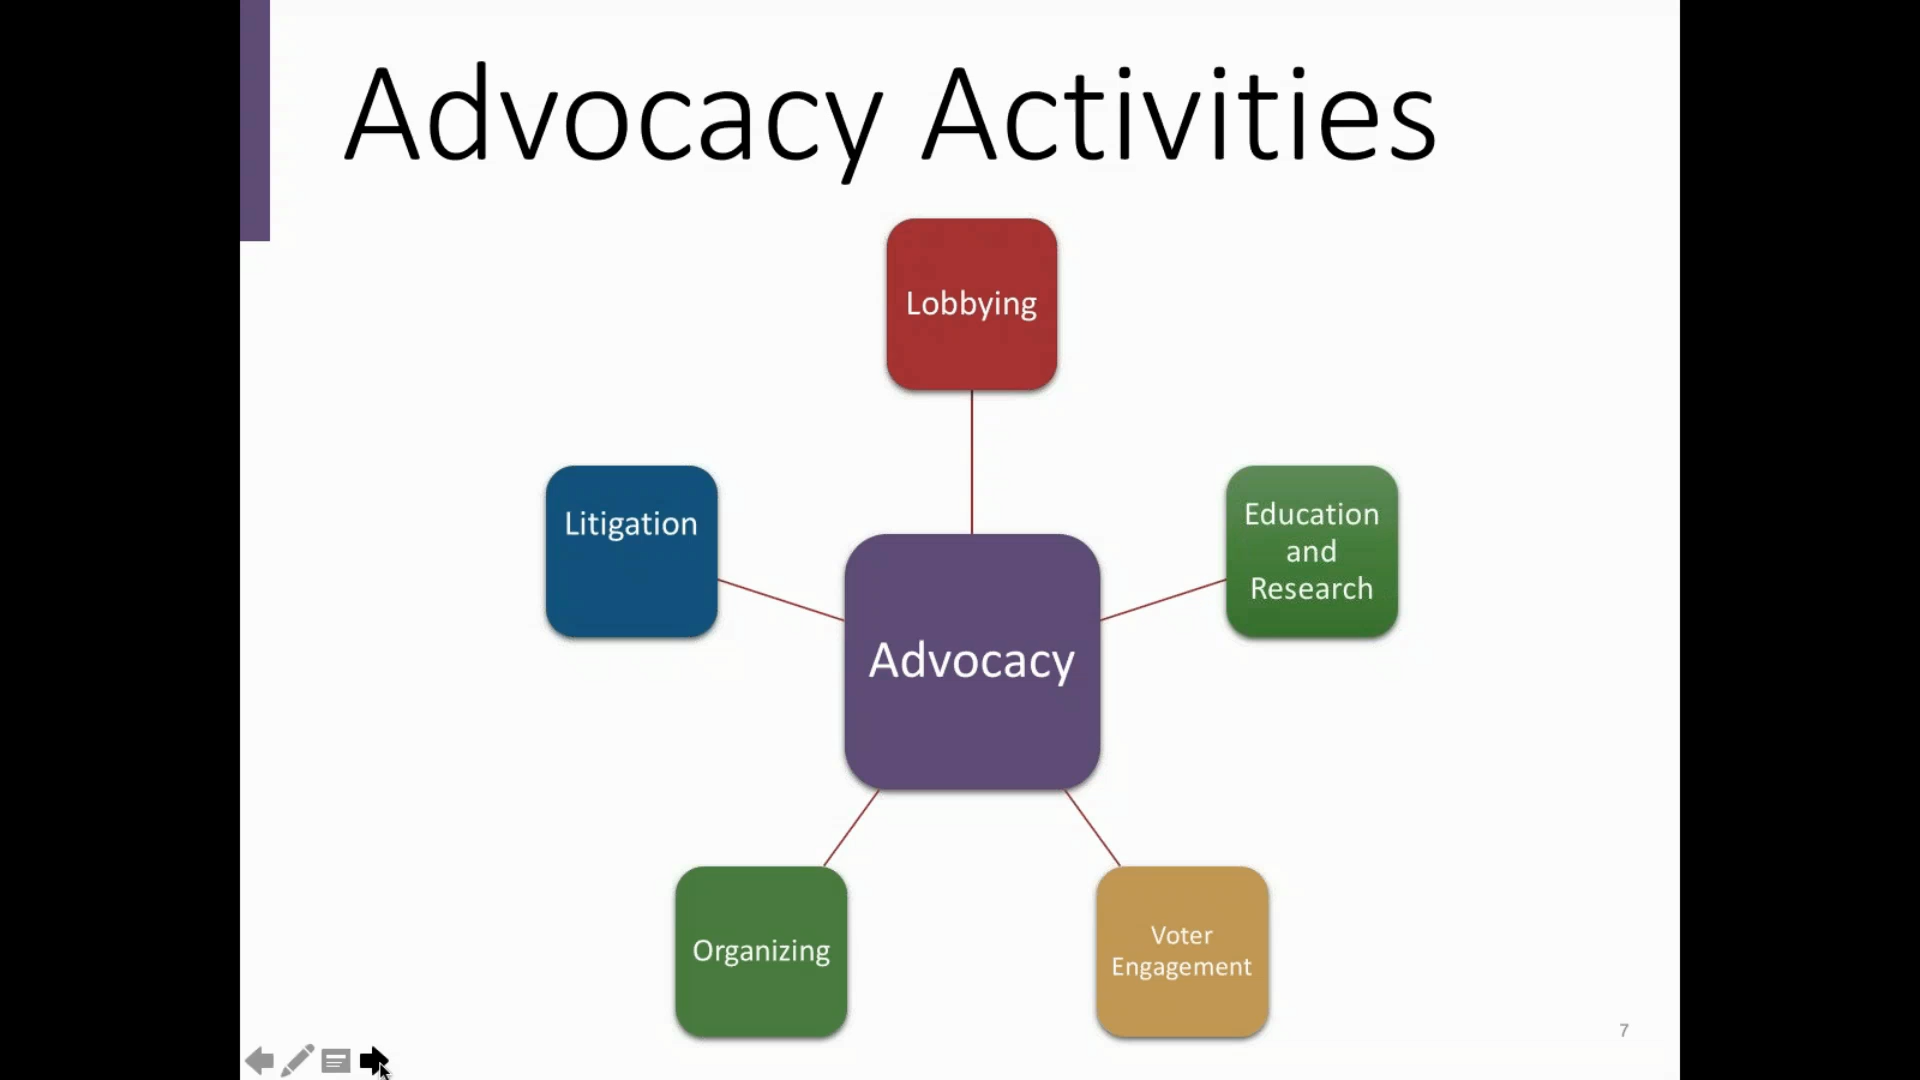 Advocacy Activities
Lobbying
Litigation
Education
and
Research
Advocacy
Organizing
Voter
Engagement
7